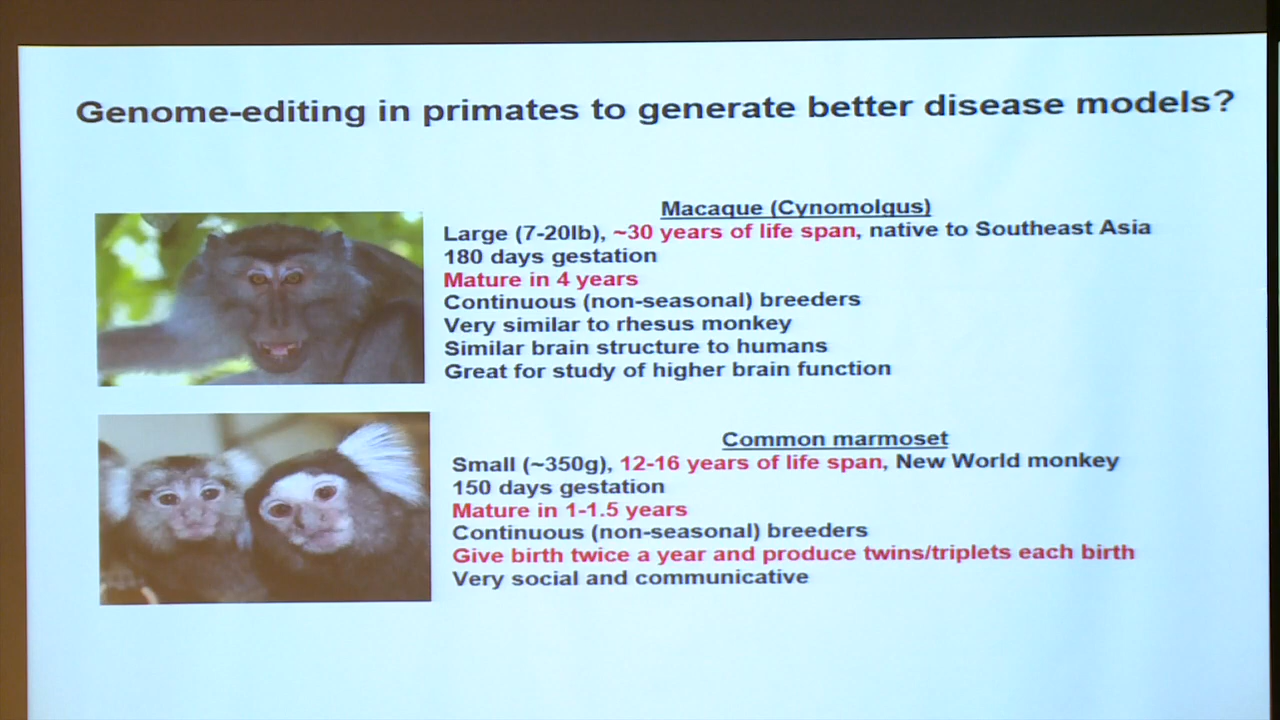 Genome-editing in primates to generate better disease models?
Macaque (Cynomolgus)
Large (7-20lb), ~30 years of life span, native to Southeast Asia
180 days gestation
Mature in 4 years
Continuous (non-seasonal) breeders
Very similar to rhesus monkey
Similar brain structure to humans
Great for study of higher brain function
Common marmoset
Small (~350g), 12-16 years of life span, New World monkey
150 days gestation
Mature in 1-1.5 years
Continuous (non-seasonal) breeders
Give birth twice a year and produce twins/triplets each birth
Very social and communicative